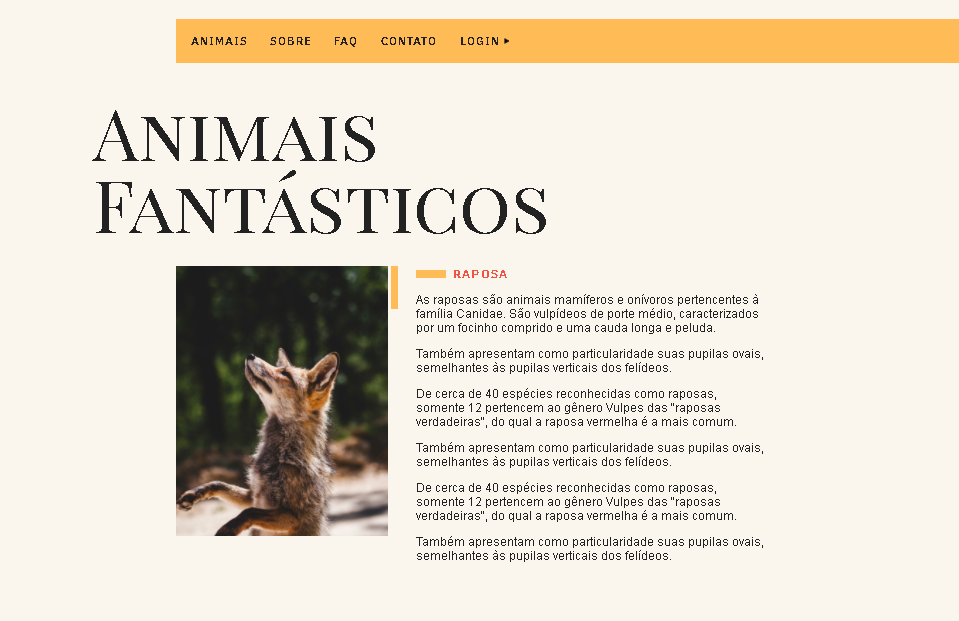 ANIMAIS SOBRE FAQ CONTATO LOGIN ▸
ANIMAIS
FANTÁSTICOS
RAPOSA
As raposas são animais mamíferos e onívoros pertencentes à
família Canidae. São vulpídeos de porte médio, caracterizados
por um focinho comprido e uma cauda longa e peluda.
Também apresentam como particularidade suas pupilas ovais,
semelhantes às pupilas verticais dos felídeos.
De cerca de 40 espécies reconhecidas como raposas,
somente 12 pertencem ao gênero Vulpes das "raposas
verdadeiras", do qual a raposa vermelha é a mais comum.
Também apresentam como particularidade suas pupilas ovais,
semelhantes às pupilas verticais dos felídeos.
De cerca de 40 espécies reconhecidas como raposas,
somente 12 pertencem ao gênero Vulpes das "raposas
verdadeiras", do qual a raposa vermelha é a mais comum.
Também apresentam como particularidade suas pupilas ovais,
semelhantes às pupilas verticais dos felídeos.